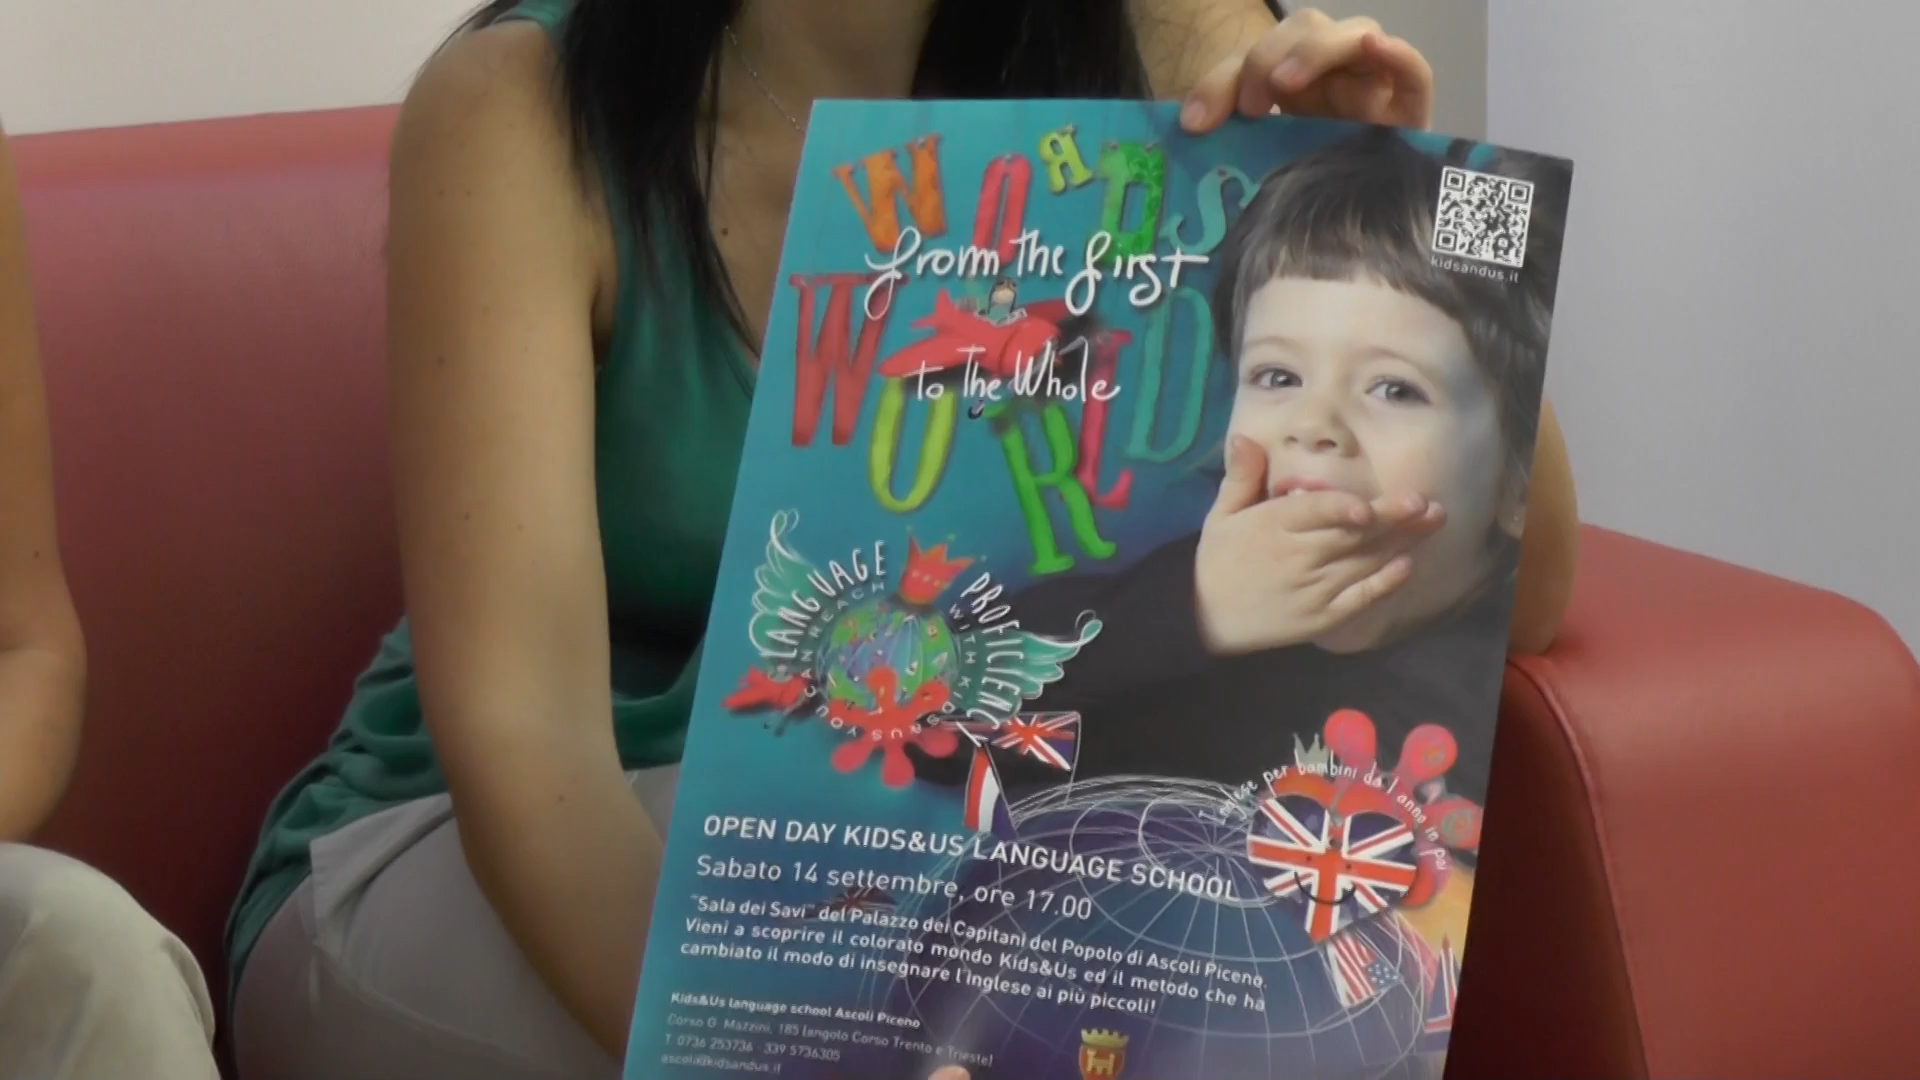 WORDS
from the first
WORLD
to the Whole
kidsandus.it
LANGUAGE PROFICIENCY
YOU CAN REACH WITH KIDS&US
Inglese per bambini da 1 anno in poi
OPEN DAY KIDS&US LANGUAGE SCHOOL
Sabato 14 settembre, ore 17.00
"Sala dei Savi" del Palazzo dei Capitani del Popolo di Ascoli Piceno.
Vieni a scoprire il colorato mondo Kids&Us ed il metodo che ha
cambiato il modo di insegnare l'Inglese ai più piccoli!
Kids&Us language school Ascoli Piceno
Corso G. Mazzini, 185 (angolo Corso Trento e Trieste)
T 0736 253736 339 5736305
ascoli@kidsandus.it